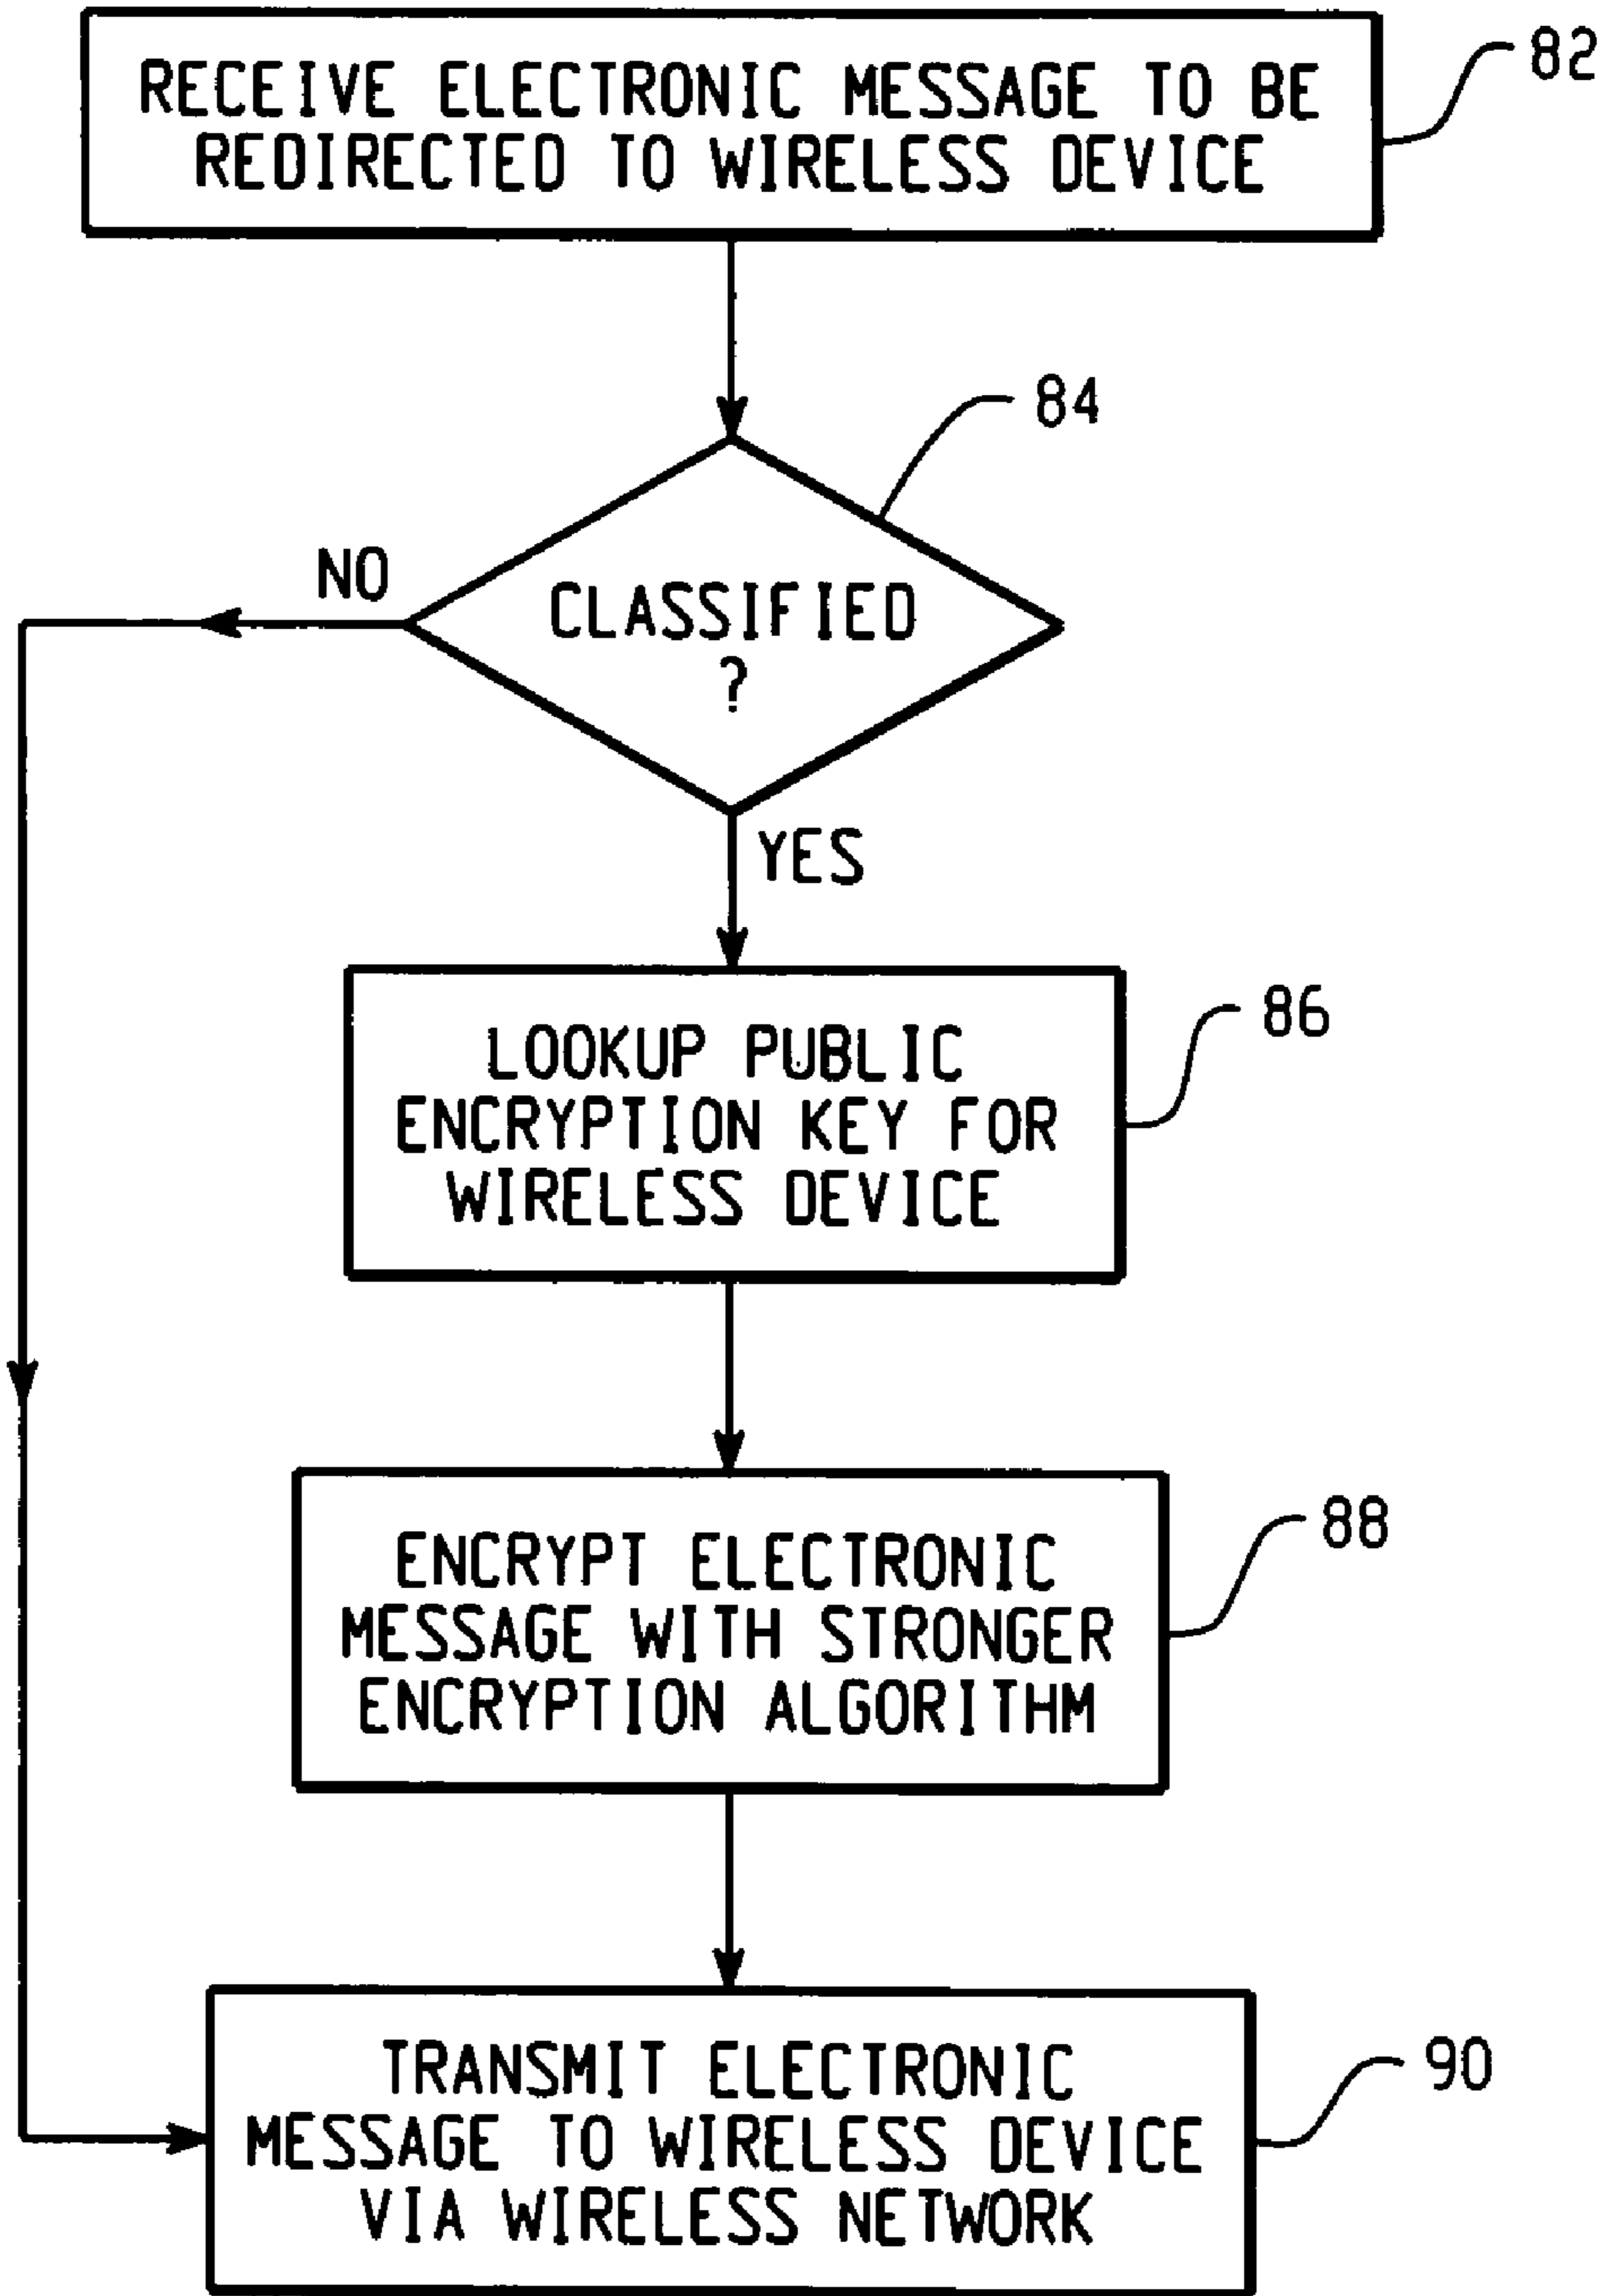 RECEIVE ELECTRONIC MESSAGE TO BE
REDIRECTED TO WIRELESS DEVICE
82
84
NO
CLASSIFIED
?
YES
86
LOOKUP PUBLIC
ENCRYPTION KEY FOR
WIRELESS DEVICE
88
ENCRYPT ELECTRONIC
MESSAGE WITH STRONGER
ENCRYPTION ALGORITHM
90
TRANSMIT ELECTRONIC
MESSAGE TO WIRELESS DEVICE
VIA WIRELESS NETWORK